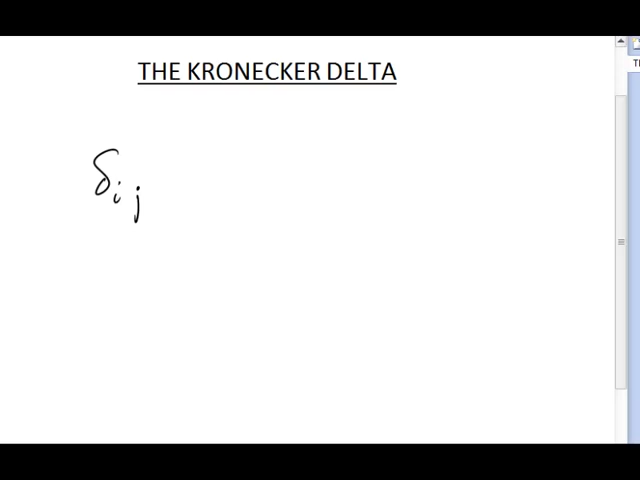 THE KRONECKER DELTA
δij